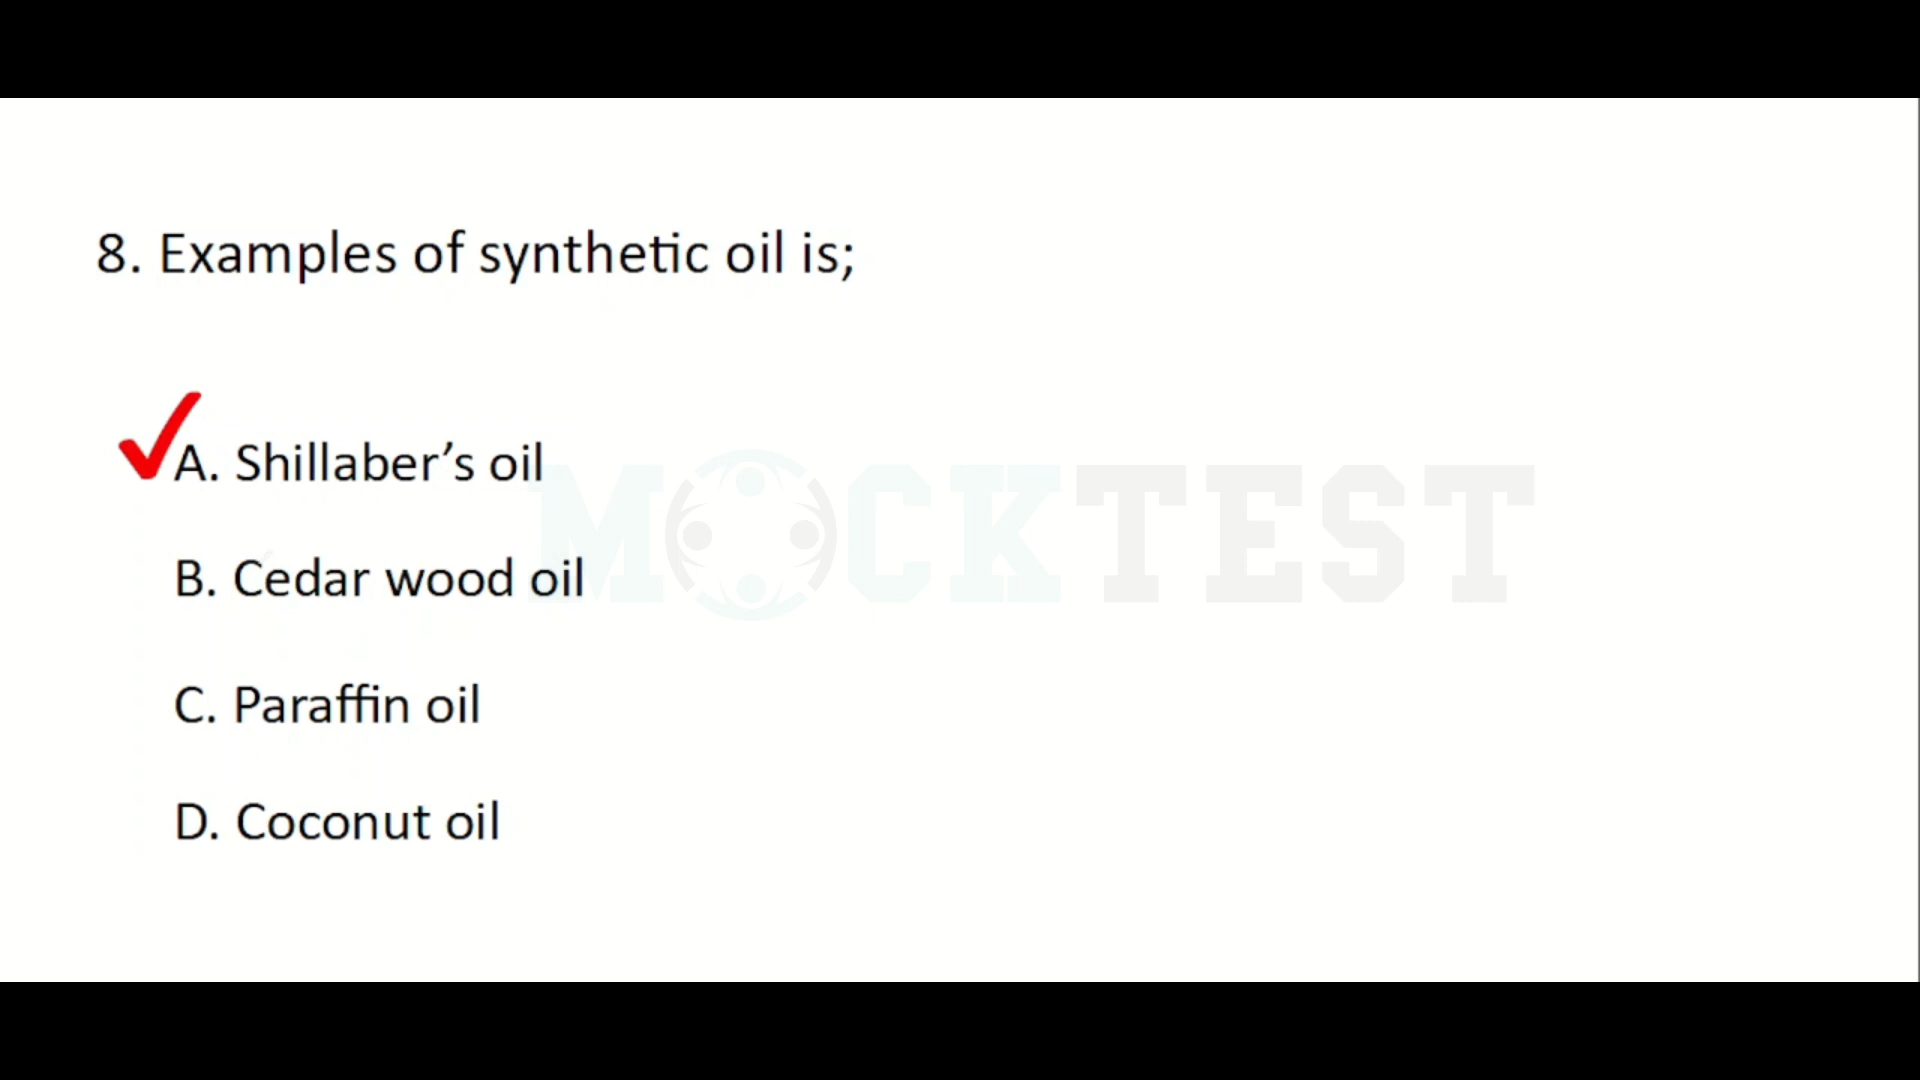 8. Examples of synthetic oil is;
A. Shillaber’s oil
MOCKTEST
B. Cedar wood oil
C. Paraffin oil
D. Coconut oil